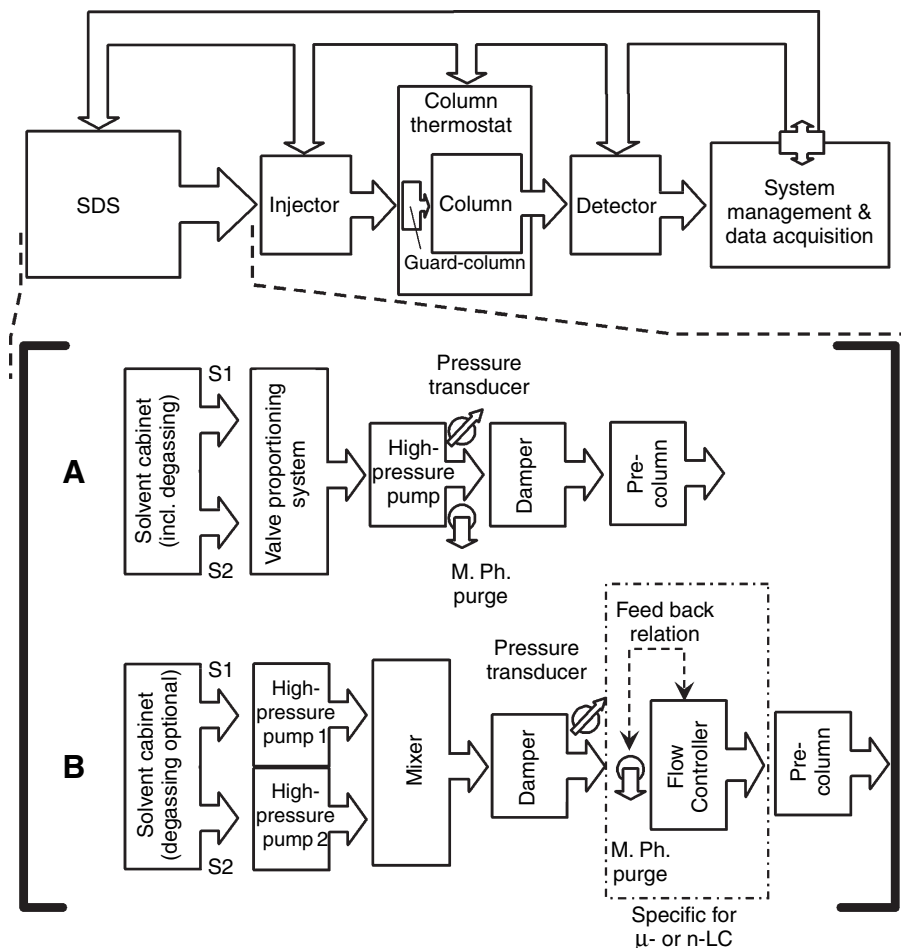 SDS
Injector
Column
thermostat
Column
Guard-column
Detector
System
management &
data acquisition
A
Solvent cabinet
(incl. degassing)
S1
S2
Valve proportioning
system
High-
pressure
pump
Pressure
transducer
M. Ph.
purge
Damper
Pre-
column
B
Solvent cabinet
(degassing optional)
S1
S2
High-
pressure
pump 1
High-
pressure
pump 2
Mixer
Damper
Pressure
transducer
Feed back
relation
M. Ph.
purge
Flow
Controller
Pre-
column
Specific for
μ- or n-LC